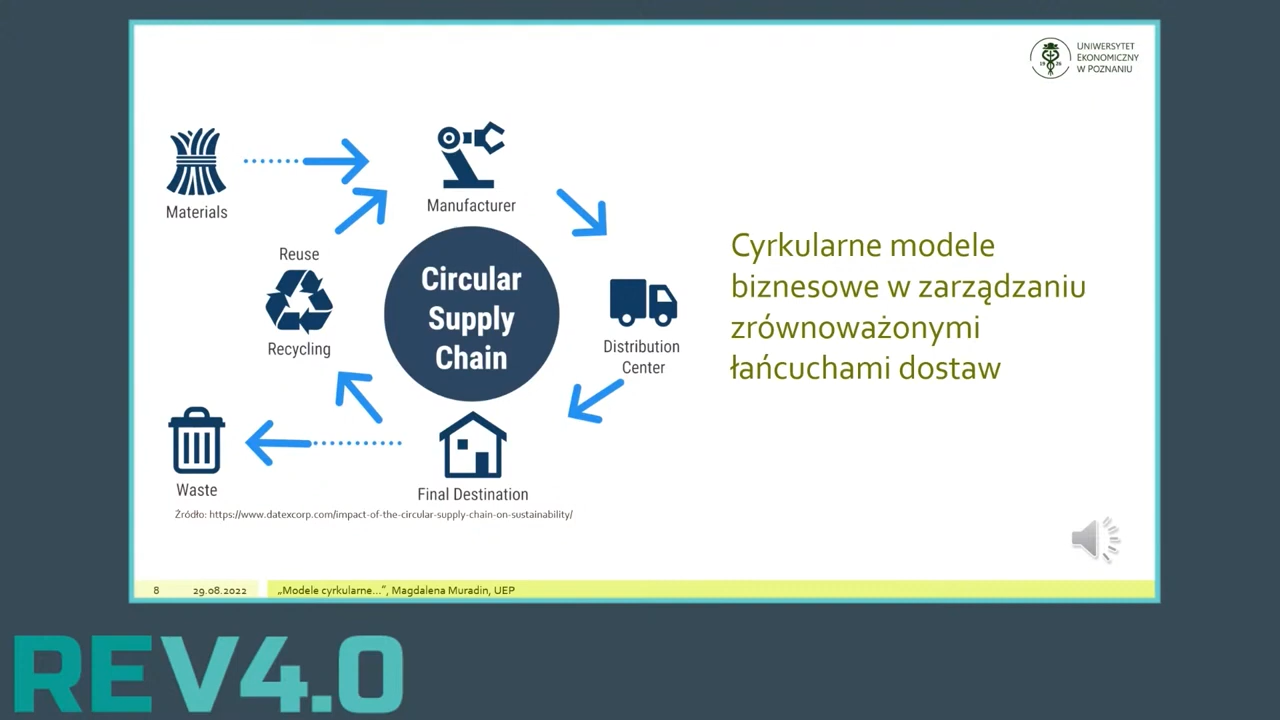 UNIWERSYTET
EKONOMICZNY
W POZNANIU
19 26
Materials
Manufacturer
Reuse
Recycling
Circular
Supply
Chain
Distribution
Center
Waste
Final Destination
Źródło: https://www.datexcorp.com/impact-of-the-circular-supply-chain-on-sustainability/
Cyrkularne modele
biznesowe w zarządzaniu
zrównoważonymi
łańcuchami dostaw
8 29.08.2022 „Modele cyrkularne...”, Magdalena Muradin, UEP
REV4.0